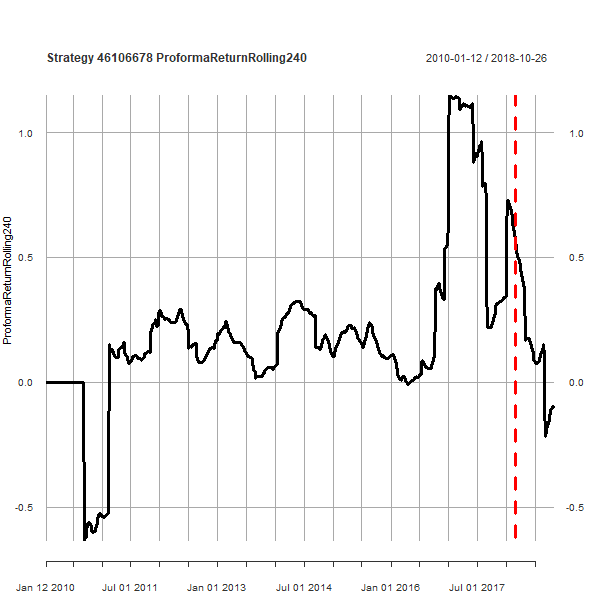 Strategy 46106678 ProformaReturnRolling240 2010-01-12 / 2018-10-26
ProformaReturnRolling240
1.0 1.0
0.5 0.5
0.0 0.0
-0.5 -0.5
Jan 12 2010 Jul 01 2011 Jan 01 2013 Jul 01 2014 Jan 01 2016 Jul 01 2017